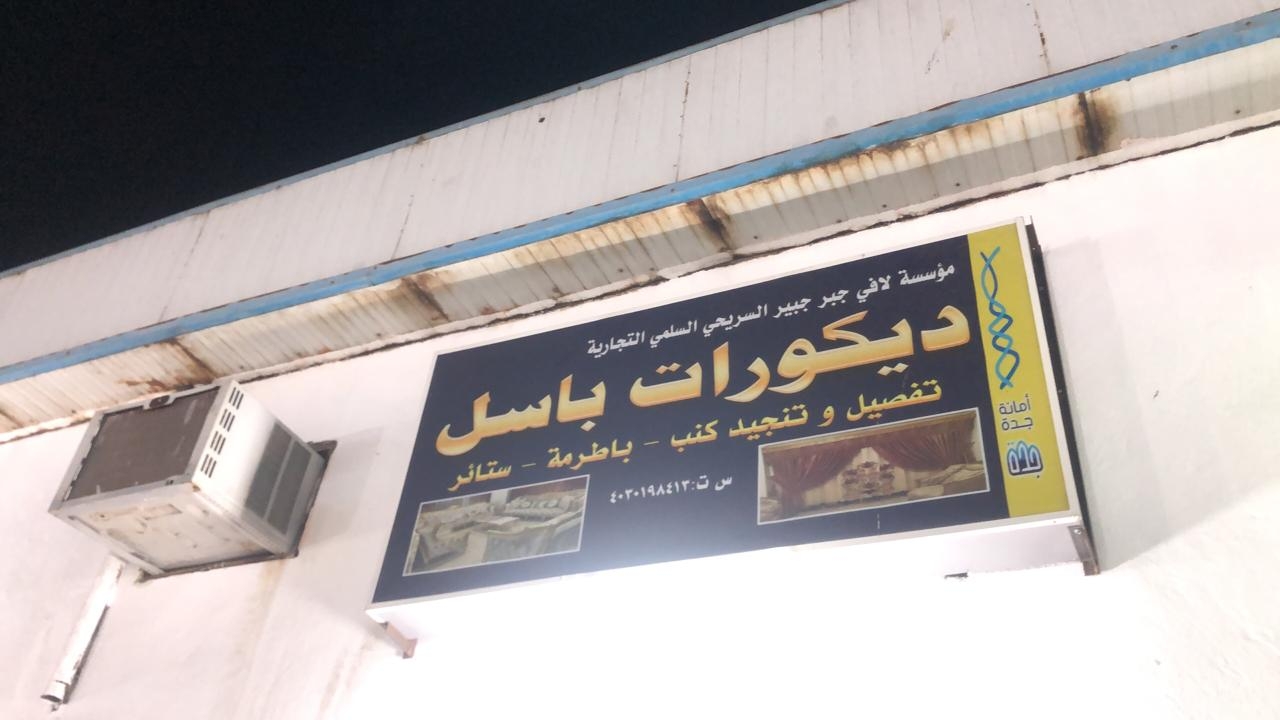 مؤسسة لافي جبر جبير السريحي السلمي التجارية
ديكورات باسل
تفصيل و تنجيد كنب - باطرمة - ستائر
س ت: ٤٠٣٠١٩٨٤١٣
أمانة
جدة
جدة